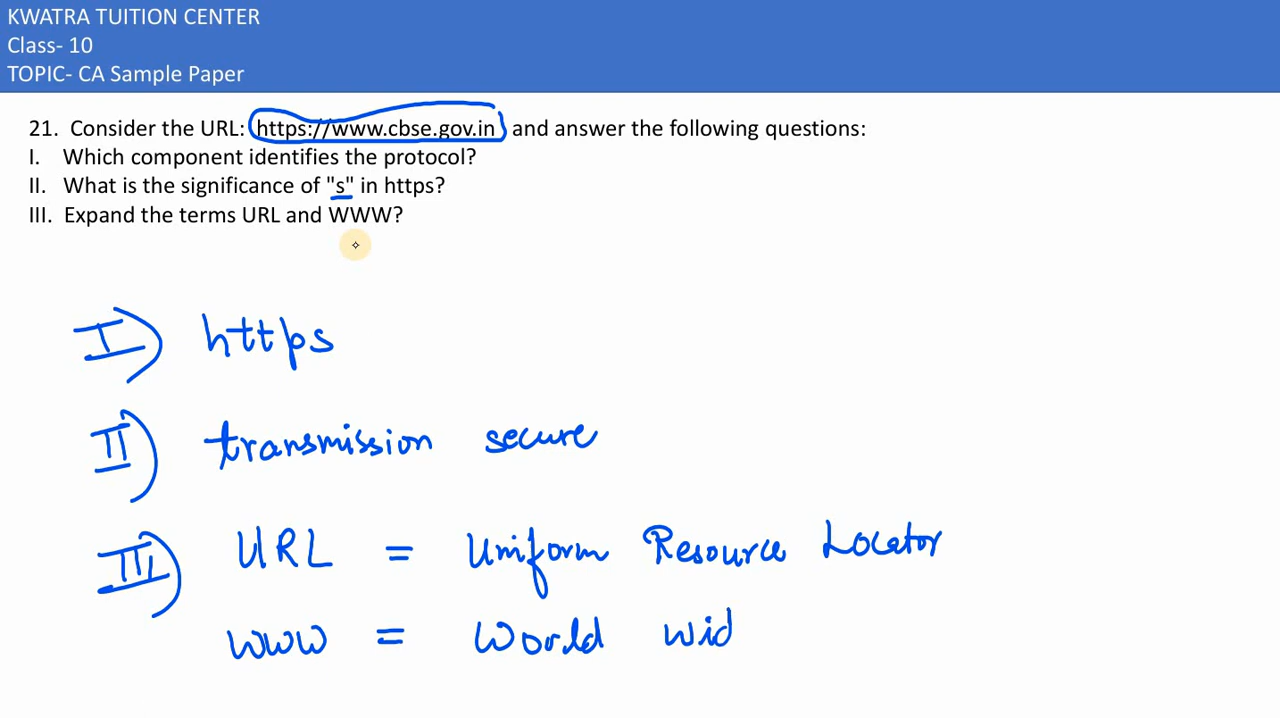 KWATRA TUITION CENTER
Class- 10
TOPIC- CA Sample Paper
21. Consider the URL: https://www.cbse.gov.in and answer the following questions:
I. Which component identifies the protocol?
II. What is the significance of "s" in https?
III. Expand the terms URL and WWW?
I) https
II) transmission secure
III) URL = Uniform Resource Locator
WWW = World Wid